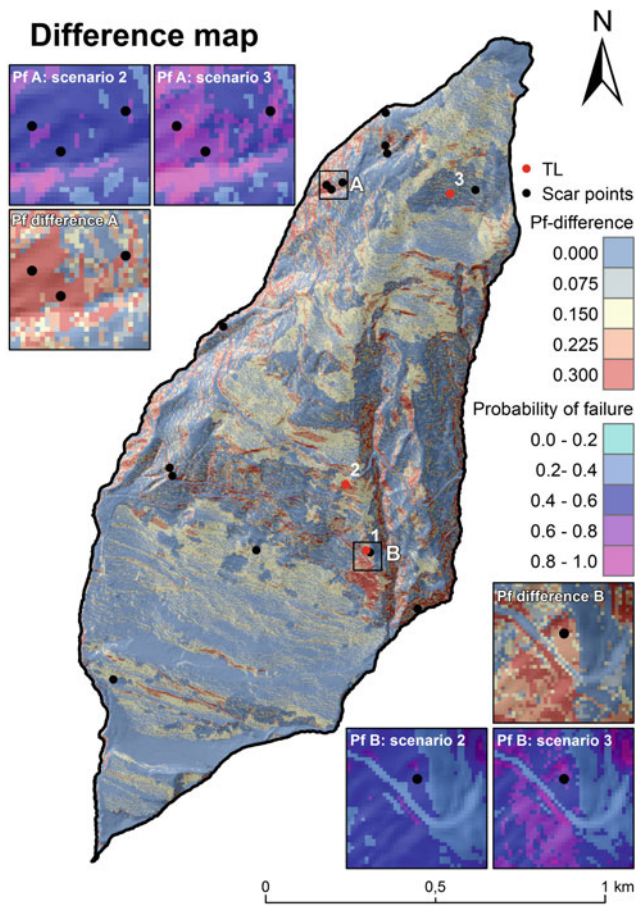 Difference map
N
Pf A: scenario 2
Pf A: scenario 3
Pf difference A
A
3
TL
Scar points
Pf-difference
0.000
0.075
0.150
0.225
0.300
Probability of failure
0.0 - 0.2
0.2- 0.4
0.4 - 0.6
0.6 - 0.8
0.8 - 1.0
2
1
B
Pf difference B
Pf B: scenario 2
Pf B: scenario 3
0
0,5
1 km